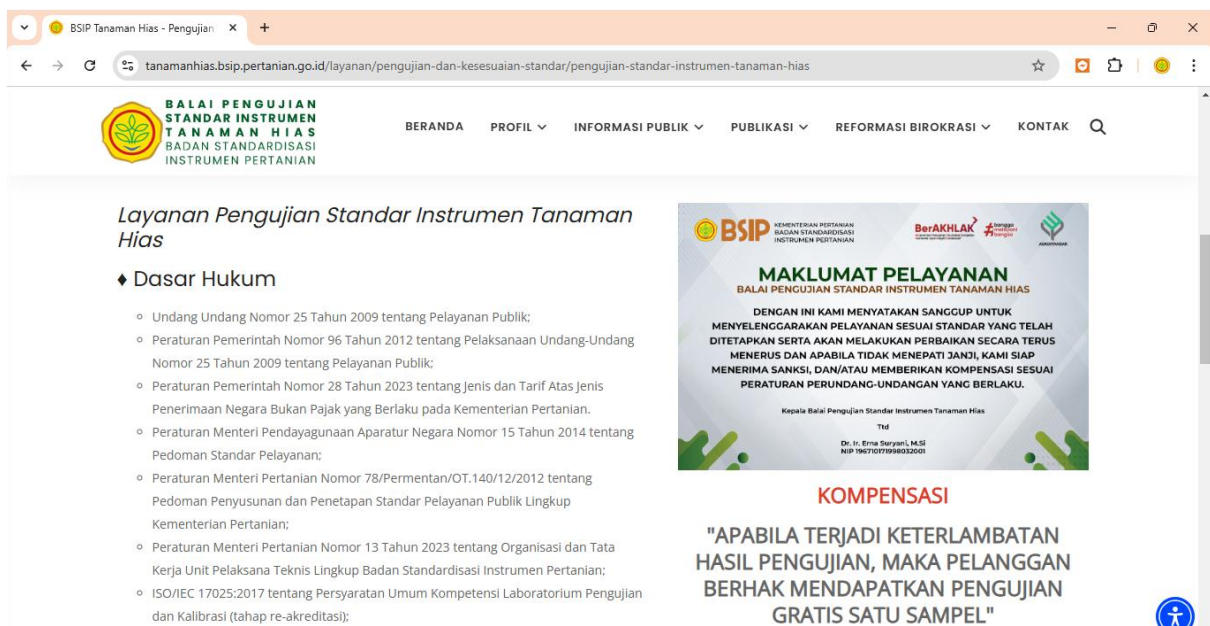 BSIP Tanaman Hias - Pengujian
tanamanhias.bsip.pertanian.go.id/layanan/pengujian-dan-kesesuaian-standar/pengujian-standar-instrumen-tanaman-hias
BALAI PENGUJIAN
STANDAR INSTRUMEN
TANAMAN HIAS
BADAN STANDARDISASI
INSTRUMEN PERTANIAN
BERANDA PROFIL INFORMASI PUBLIK PUBLIKASI REFORMASI BIROKRASI KONTAK
Layanan Pengujian Standar Instrumen Tanaman
Hias
♦ Dasar Hukum
Undang Undang Nomor 25 Tahun 2009 tentang Pelayanan Publik;
Peraturan Pemerintah Nomor 96 Tahun 2012 tentang Pelaksanaan Undang-Undang
Nomor 25 Tahun 2009 tentang Pelayanan Publik;
Peraturan Pemerintah Nomor 28 Tahun 2023 tentang Jenis dan Tarif Atas Jenis
Penerimaan Negara Bukan Pajak yang Berlaku pada Kementerian Pertanian.
Peraturan Menteri Pendayagunaan Aparatur Negara Nomor 15 Tahun 2014 tentang
Pedoman Standar Pelayanan;
Peraturan Menteri Pertanian Nomor 78/Permentan/OT.140/12/2012 tentang
Pedoman Penyusunan dan Penetapan Standar Pelayanan Publik Lingkup
Kementerian Pertanian;
Peraturan Menteri Pertanian Nomor 13 Tahun 2023 tentang Organisasi dan Tata
Kerja Unit Pelaksana Teknis Lingkup Badan Standardisasi Instrumen Pertanian;
ISO/IEC 17025:2017 tentang Persyaratan Umum Kompetensi Laboratorium Pengujian
dan Kalibrasi (tahap re-akreditasi);
BSIP
KEMENTERIAN PERTANIAN
BADAN STANDARDISASI
INSTRUMEN PERTANIAN
BerAKHLAK
#bangga
melayani
bangsa
MAKLUMAT PELAYANAN
BALAI PENGUJIAN STANDAR INSTRUMEN TANAMAN HIAS
DENGAN INI KAMI MENYATAKAN SANGGUP UNTUK
MENYELENGGARAKAN PELAYANAN SESUAI STANDAR YANG TELAH
DITETAPKAN SERTA AKAN MELAKUKAN PERBAIKAN SECARA TERUS
MENERUS DAN APABILA TIDAK MENEPATI JANJI, KAMI SIAP
MENERIMA SANKSI, DAN/ATAU MEMBERIKAN KOMPENSASI SESUAI
PERATURAN PERUNDANG-UNDANGAN YANG BERLAKU.
Kepala Balai Pengujian Standar Instrumen Tanaman Hias
Ttd
Dr. Ir. Erna Suryani, M.Si
NIP 196710171998032001
KOMPENSASI
"APABILA TERJADI KETERLAMBATAN
HASIL PENGUJIAN, MAKA PELANGGAN
BERHAK MENDAPATKAN PENGUJIAN
GRATIS SATU SAMPEL"